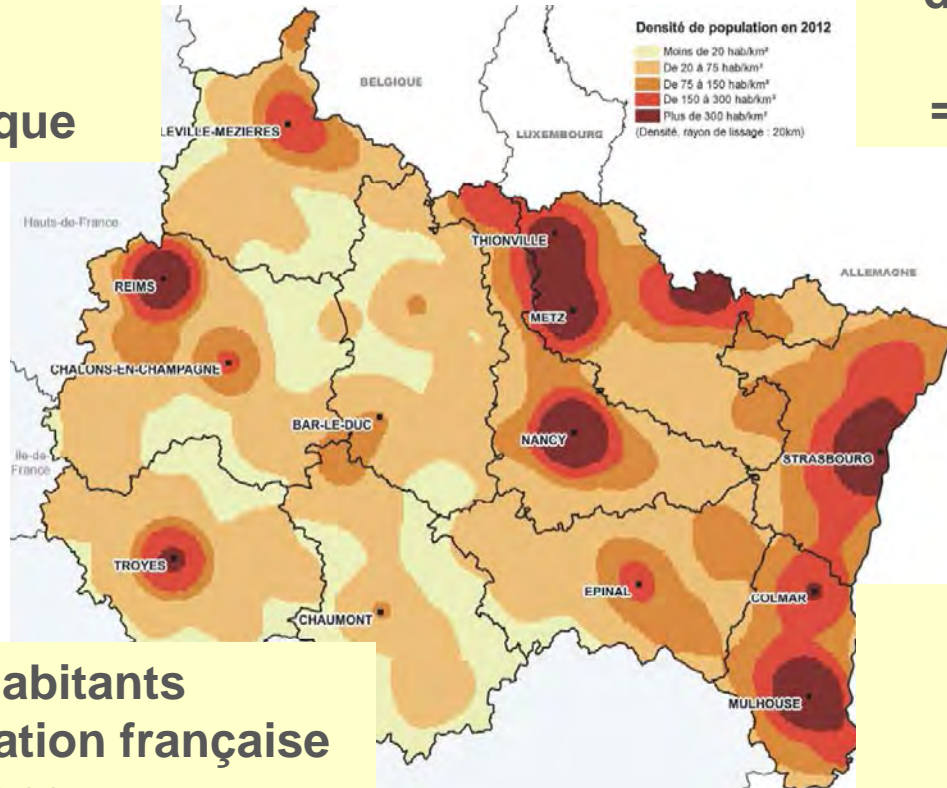 d
que
=
Densité de population en 2012
Moins de 20 hab/km²
De 20 à 75 hab/km²
De 75 à 150 hab/km²
De 150 à 300 hab/km²
Plus de 300 hab/km²
(Densité, rayon de lissage : 20km)
BELGIQUE
LUXEMBOURG
LEVILLE-MEZIERES
Hauts-de-France
THIONVILLE
ALLEMAGNE
REIMS
METZ
CHALONS-EN-CHAMPAGNE
BAR-LE-DUC
NANCY
Ile-de-
France
STRASBOURG
TROYES
EPINAL
COLMAR
CHAUMONT
MULHOUSE
abitants
ation française